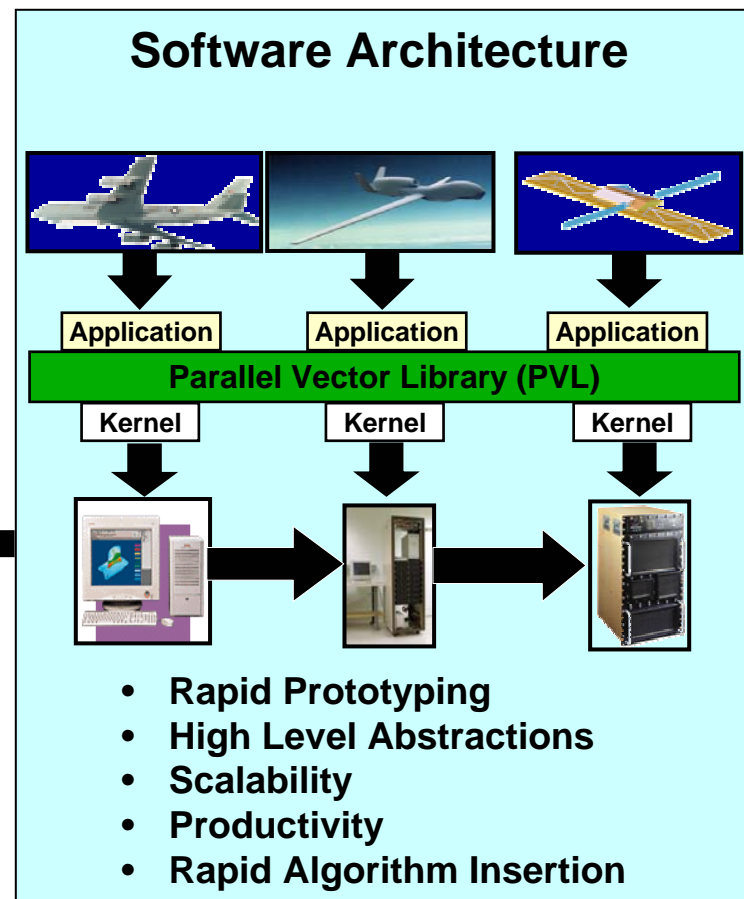 Software Architecture
Application Application Application
Parallel Vector Library (PVL)
Kernel Kernel Kernel
• Rapid Prototyping
• High Level Abstractions
• Scalability
• Productivity
• Rapid Algorithm Insertion